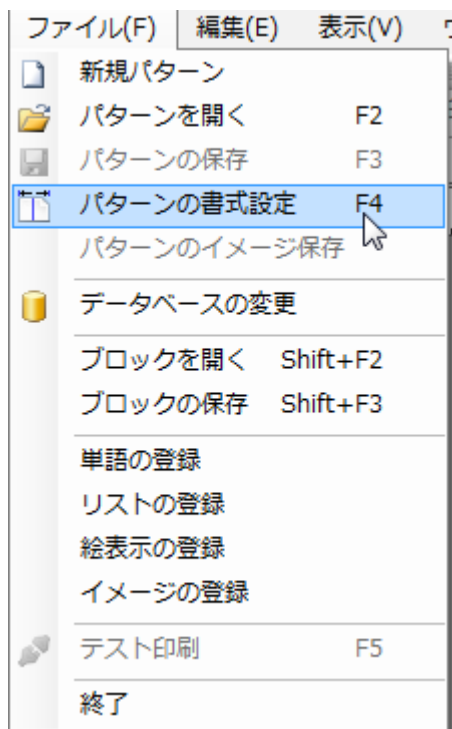 ファイル(F) 編集(E) 表示(V)
新規パターン
パターンを開く F2
パターンの保存 F3
パターンの書式設定 F4
パターンのイメージ保存
データベースの変更
ブロックを開く Shift+F2
ブロックの保存 Shift+F3
単語の登録
リストの登録
絵表示の登録
イメージの登録
テスト印刷 F5
終了